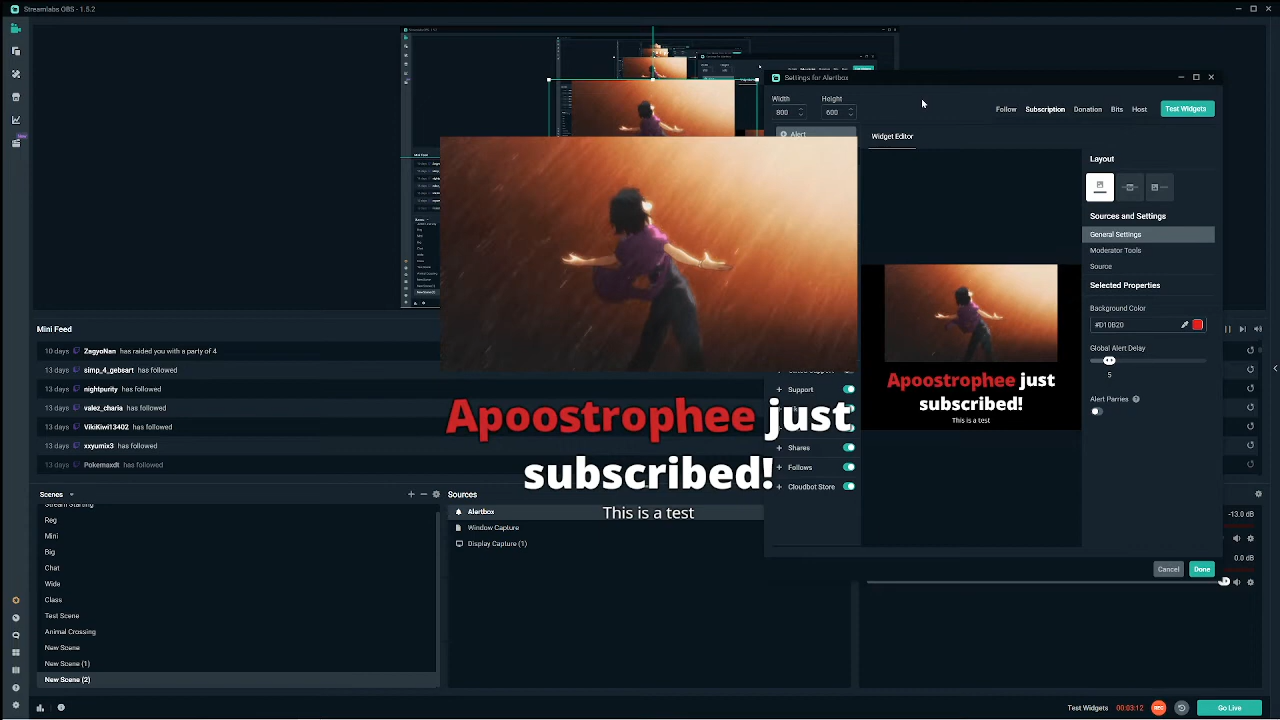 Streamlabs OBS - 1.5.2
Settings for Alertbox
Width
Height
800
600
Follow
Subscription
Donation
Bits
Host
Test Widgets
Alert
Widget Editor
New
Layout
Sources and Settings
General Settings
Moderator Tools
Source
Selected Properties
Background Color
#D10B20
Global Alert Delay
5
Alert Parries
Apoostrophee just
subscribed!
This is a test
Apoostrophee just
subscribed!
This is a test
Support
Shares
Follows
Cloudbot Store
Cancel
Done
Mini Feed
10 days ZagyoNan has raided you with a party of 4
13 days simp_4_gebsart has followed
13 days nightpurity has followed
13 days valez_charia has followed
13 days VikiKiwi13402 has followed
13 days xxyumix3 has followed
13 days Pokemaxdt has followed
Scenes
Stream Starting
Reg
Mini
Big
Chat
Wide
Class
Test Scene
Animal Crossing
New Scene
New Scene (1)
New Scene (2)
Sources
Alertbox
Window Capture
Display Capture (1)
-13.0 dB
0.0 dB
Test Widgets
00:03:12
REC
Go Live